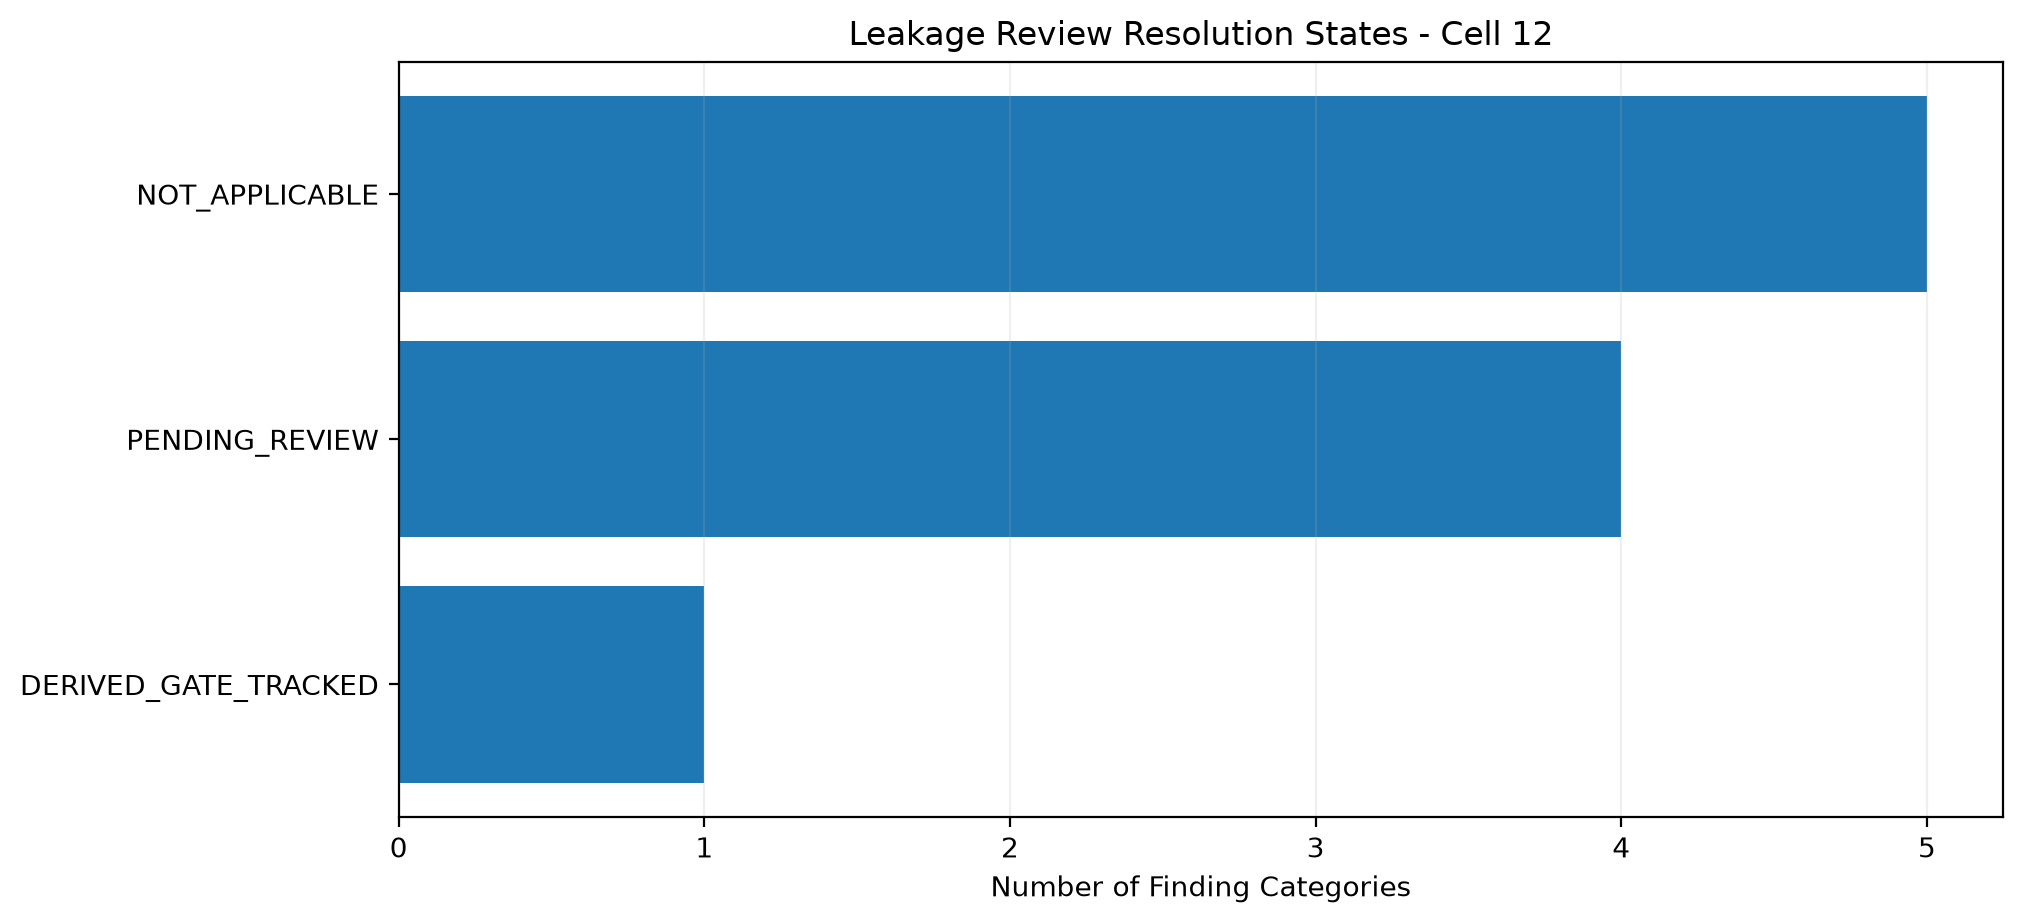 Leakage Review Resolution States - Cell 12
NOT_APPLICABLE
PENDING_REVIEW
DERIVED_GATE_TRACKED
0 1 2 3 4 5
Number of Finding Categories